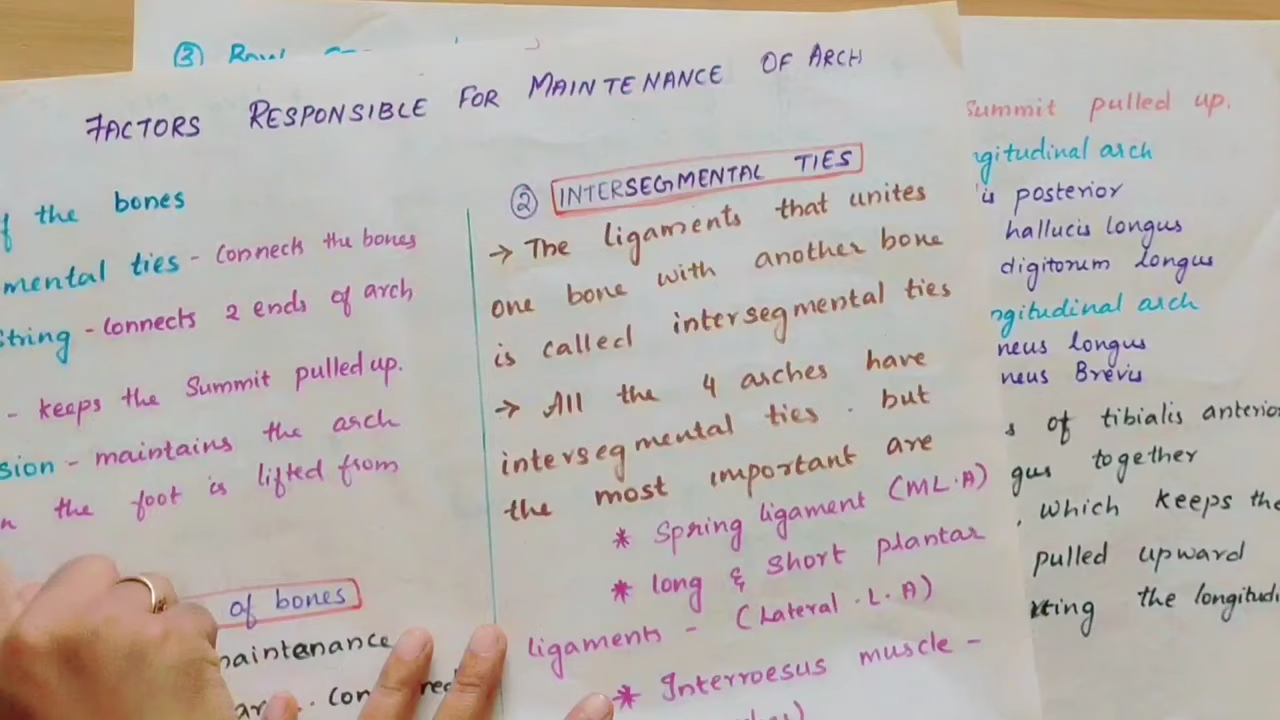 ③
FACTORS RESPONSIBLE FOR MAINTENANCE OF ARCH
of the bones
mental ties - connects the bones
String - connects 2 ends of arch
- keeps the Summit pulled up.
sion - maintains the arch
the foot is lifted from
of bones
maintenance
② INTERSEGMENTAL TIES
→ The ligaments that unites
one bone with another bone
is called intersegmental ties
→ All the 4 arches have
intersegmental ties. but
the most important are
* Spring ligament (ML.A)
* long & short plantar
ligaments - (Lateral.L.A)
* Interroesus muscle -
Summit pulled up.
gitudinal arch
is posterior
hallucis longus
digitorum longus
ngitudinal arch
neus longus
neus Brevis
s of tibialis anterio
gus together
, which keeps the
pulled upward
rting the longitudi